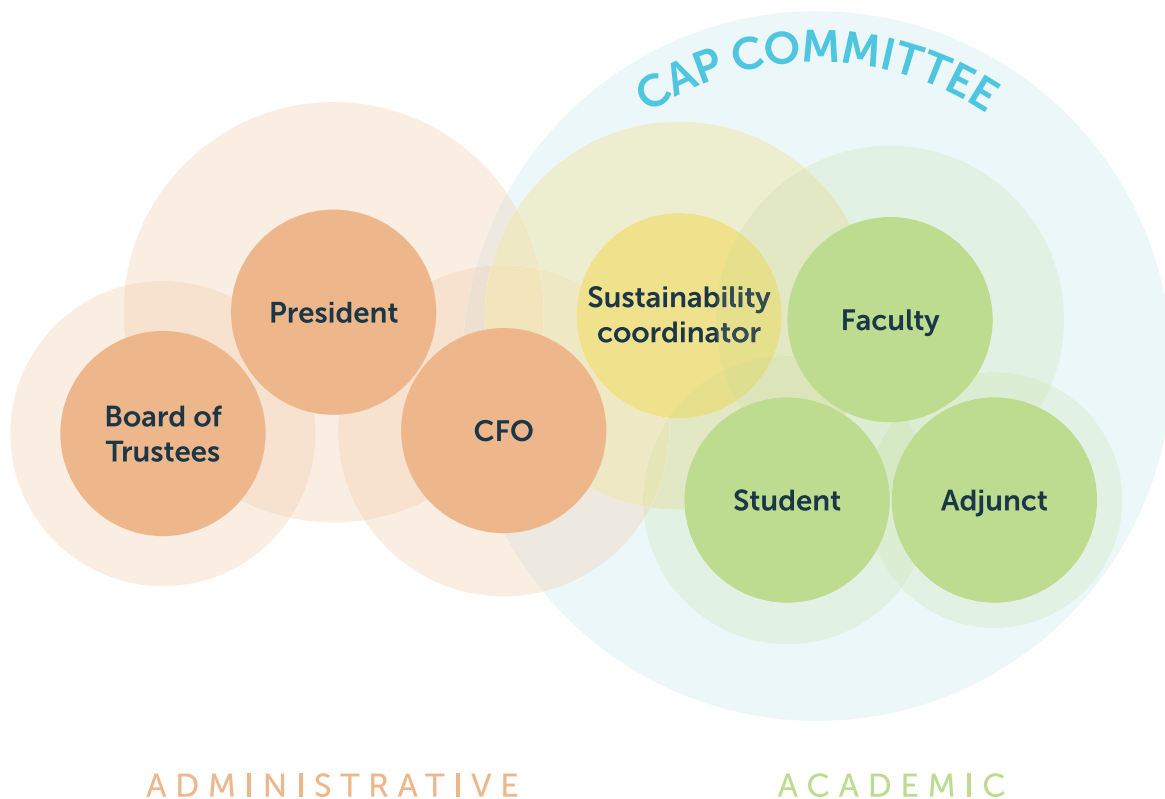 CAP COMMITTEE
President
Sustainability
coordinator
Faculty
Board of
Trustees
CFO
Student
Adjunct
ADMINISTRATIVE
ACADEMIC